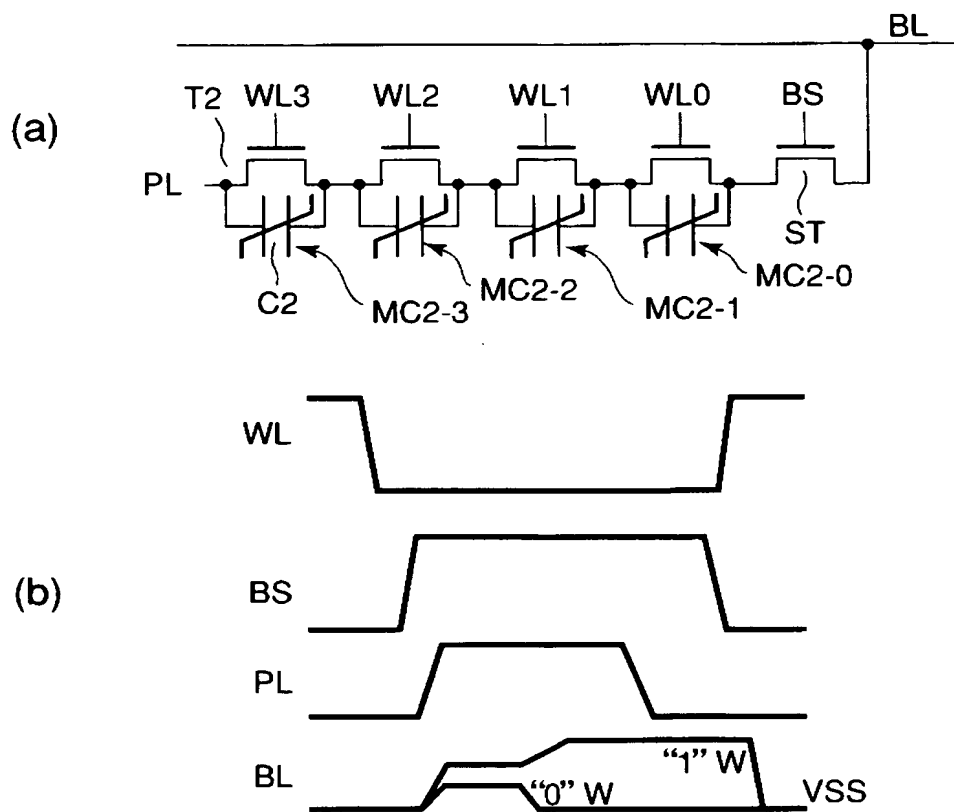 BL
T2 WL3 WL2 WL1 WL0 BS
(a)
PL
ST
C2 MC2-3 MC2-2 MC2-1 MC2-0
WL
(b)
BS
PL
BL "0" W "1" W VSS